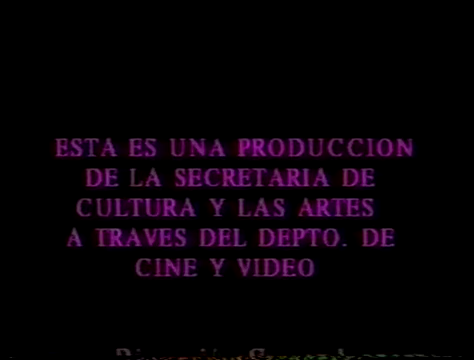 ESTA ES UNA PRODUCCION
DE LA SECRETARIA DE
CULTURA Y LAS ARTES
A TRAVES DEL DEPTO. DE
CINE Y VIDEO